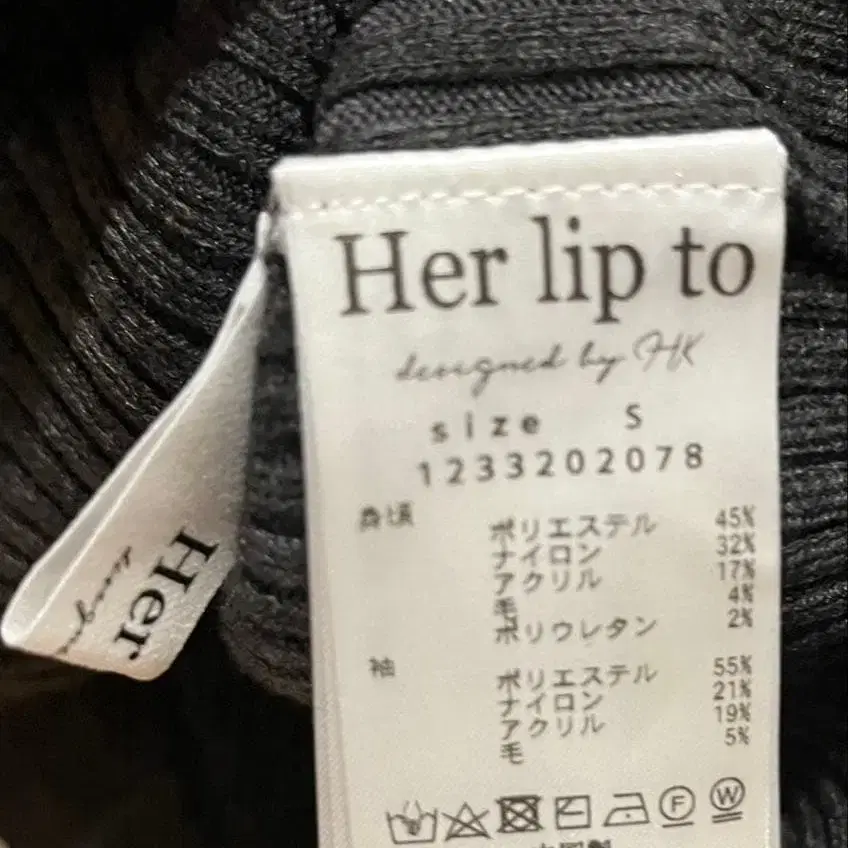 Her lip to
designed by HK
size S
1233202078
身頃
ポリエステル 45%
ナイロン 32%
アクリル 17%
毛 4%
ポリウレタン 2%
袖
ポリエステル 55%
ナイロン 21%
アクリル 19%
毛 5%
F W
Her